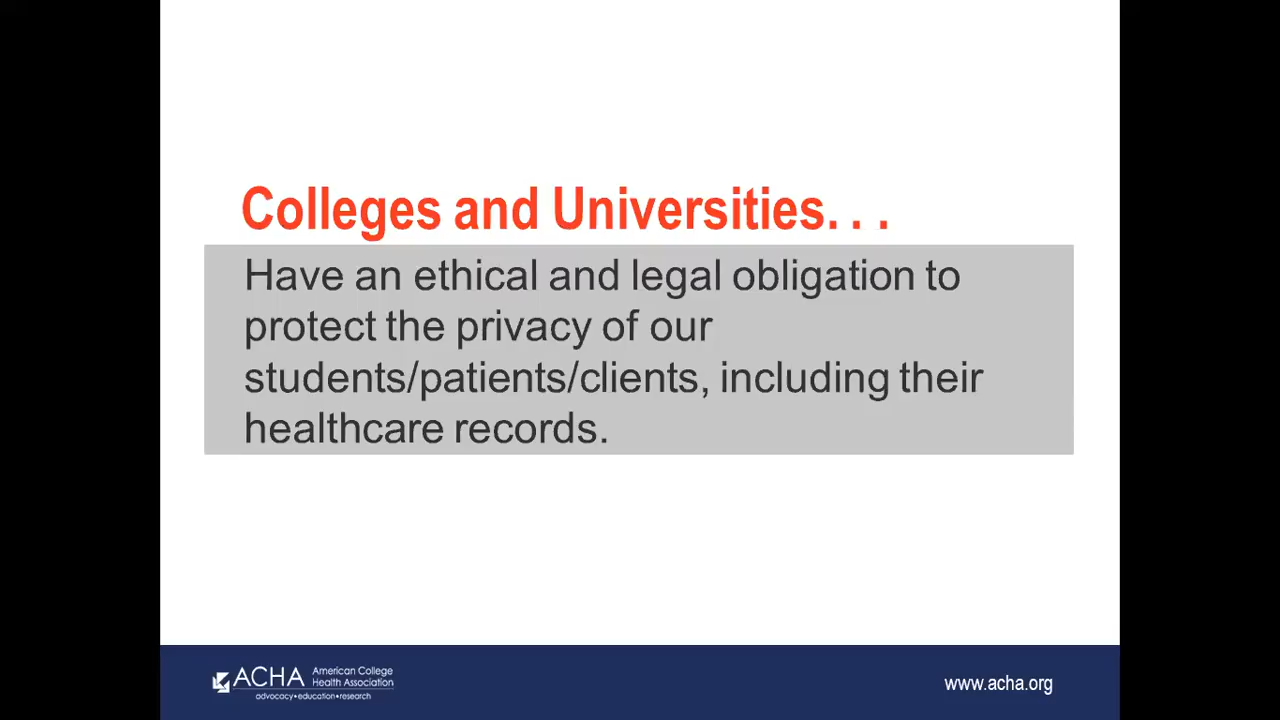 Colleges and Universities. . .
Have an ethical and legal obligation to
protect the privacy of our
students/patients/clients, including their
healthcare records.
ACHA
American College
Health Association
advocacy•education•research
www.acha.org